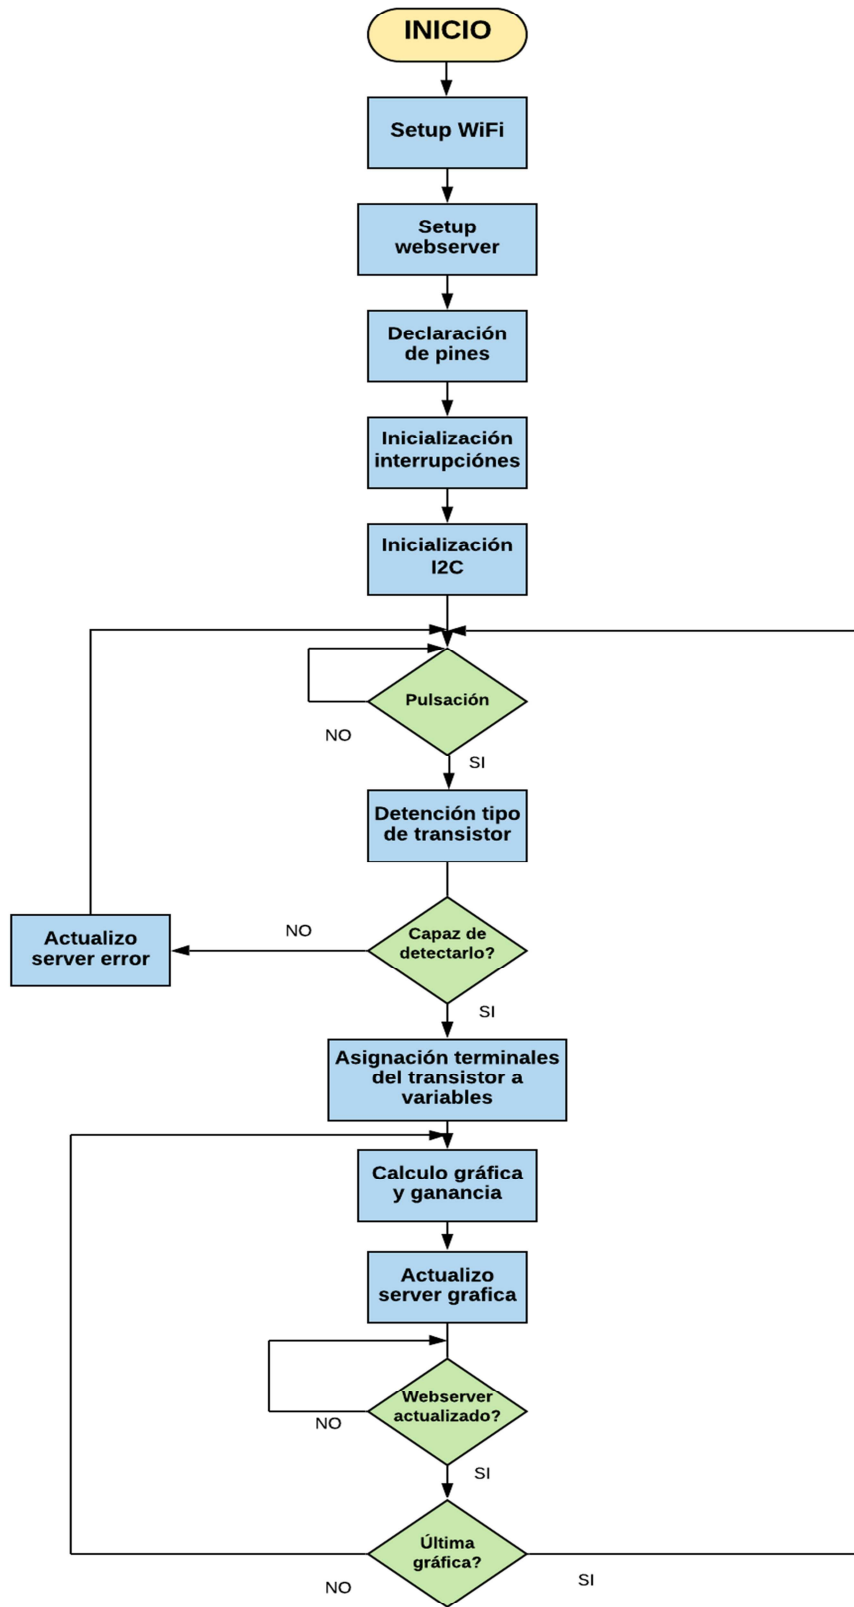 INICIO
Setup WiFi
Setup
webserver
Declaración
de pines
Inicialización
interrupciónes
Inicialización
I2C
Pulsación
NO
SI
Detención tipo
de transistor
Capaz de
detectarlo?
NO
Actualizo
server error
SI
Asignación terminales
del transistor a
variables
Calculo gráfica
y ganancia
Actualizo
server grafica
Webserver
actualizado?
NO
SI
Última
gráfica?
NO
SI